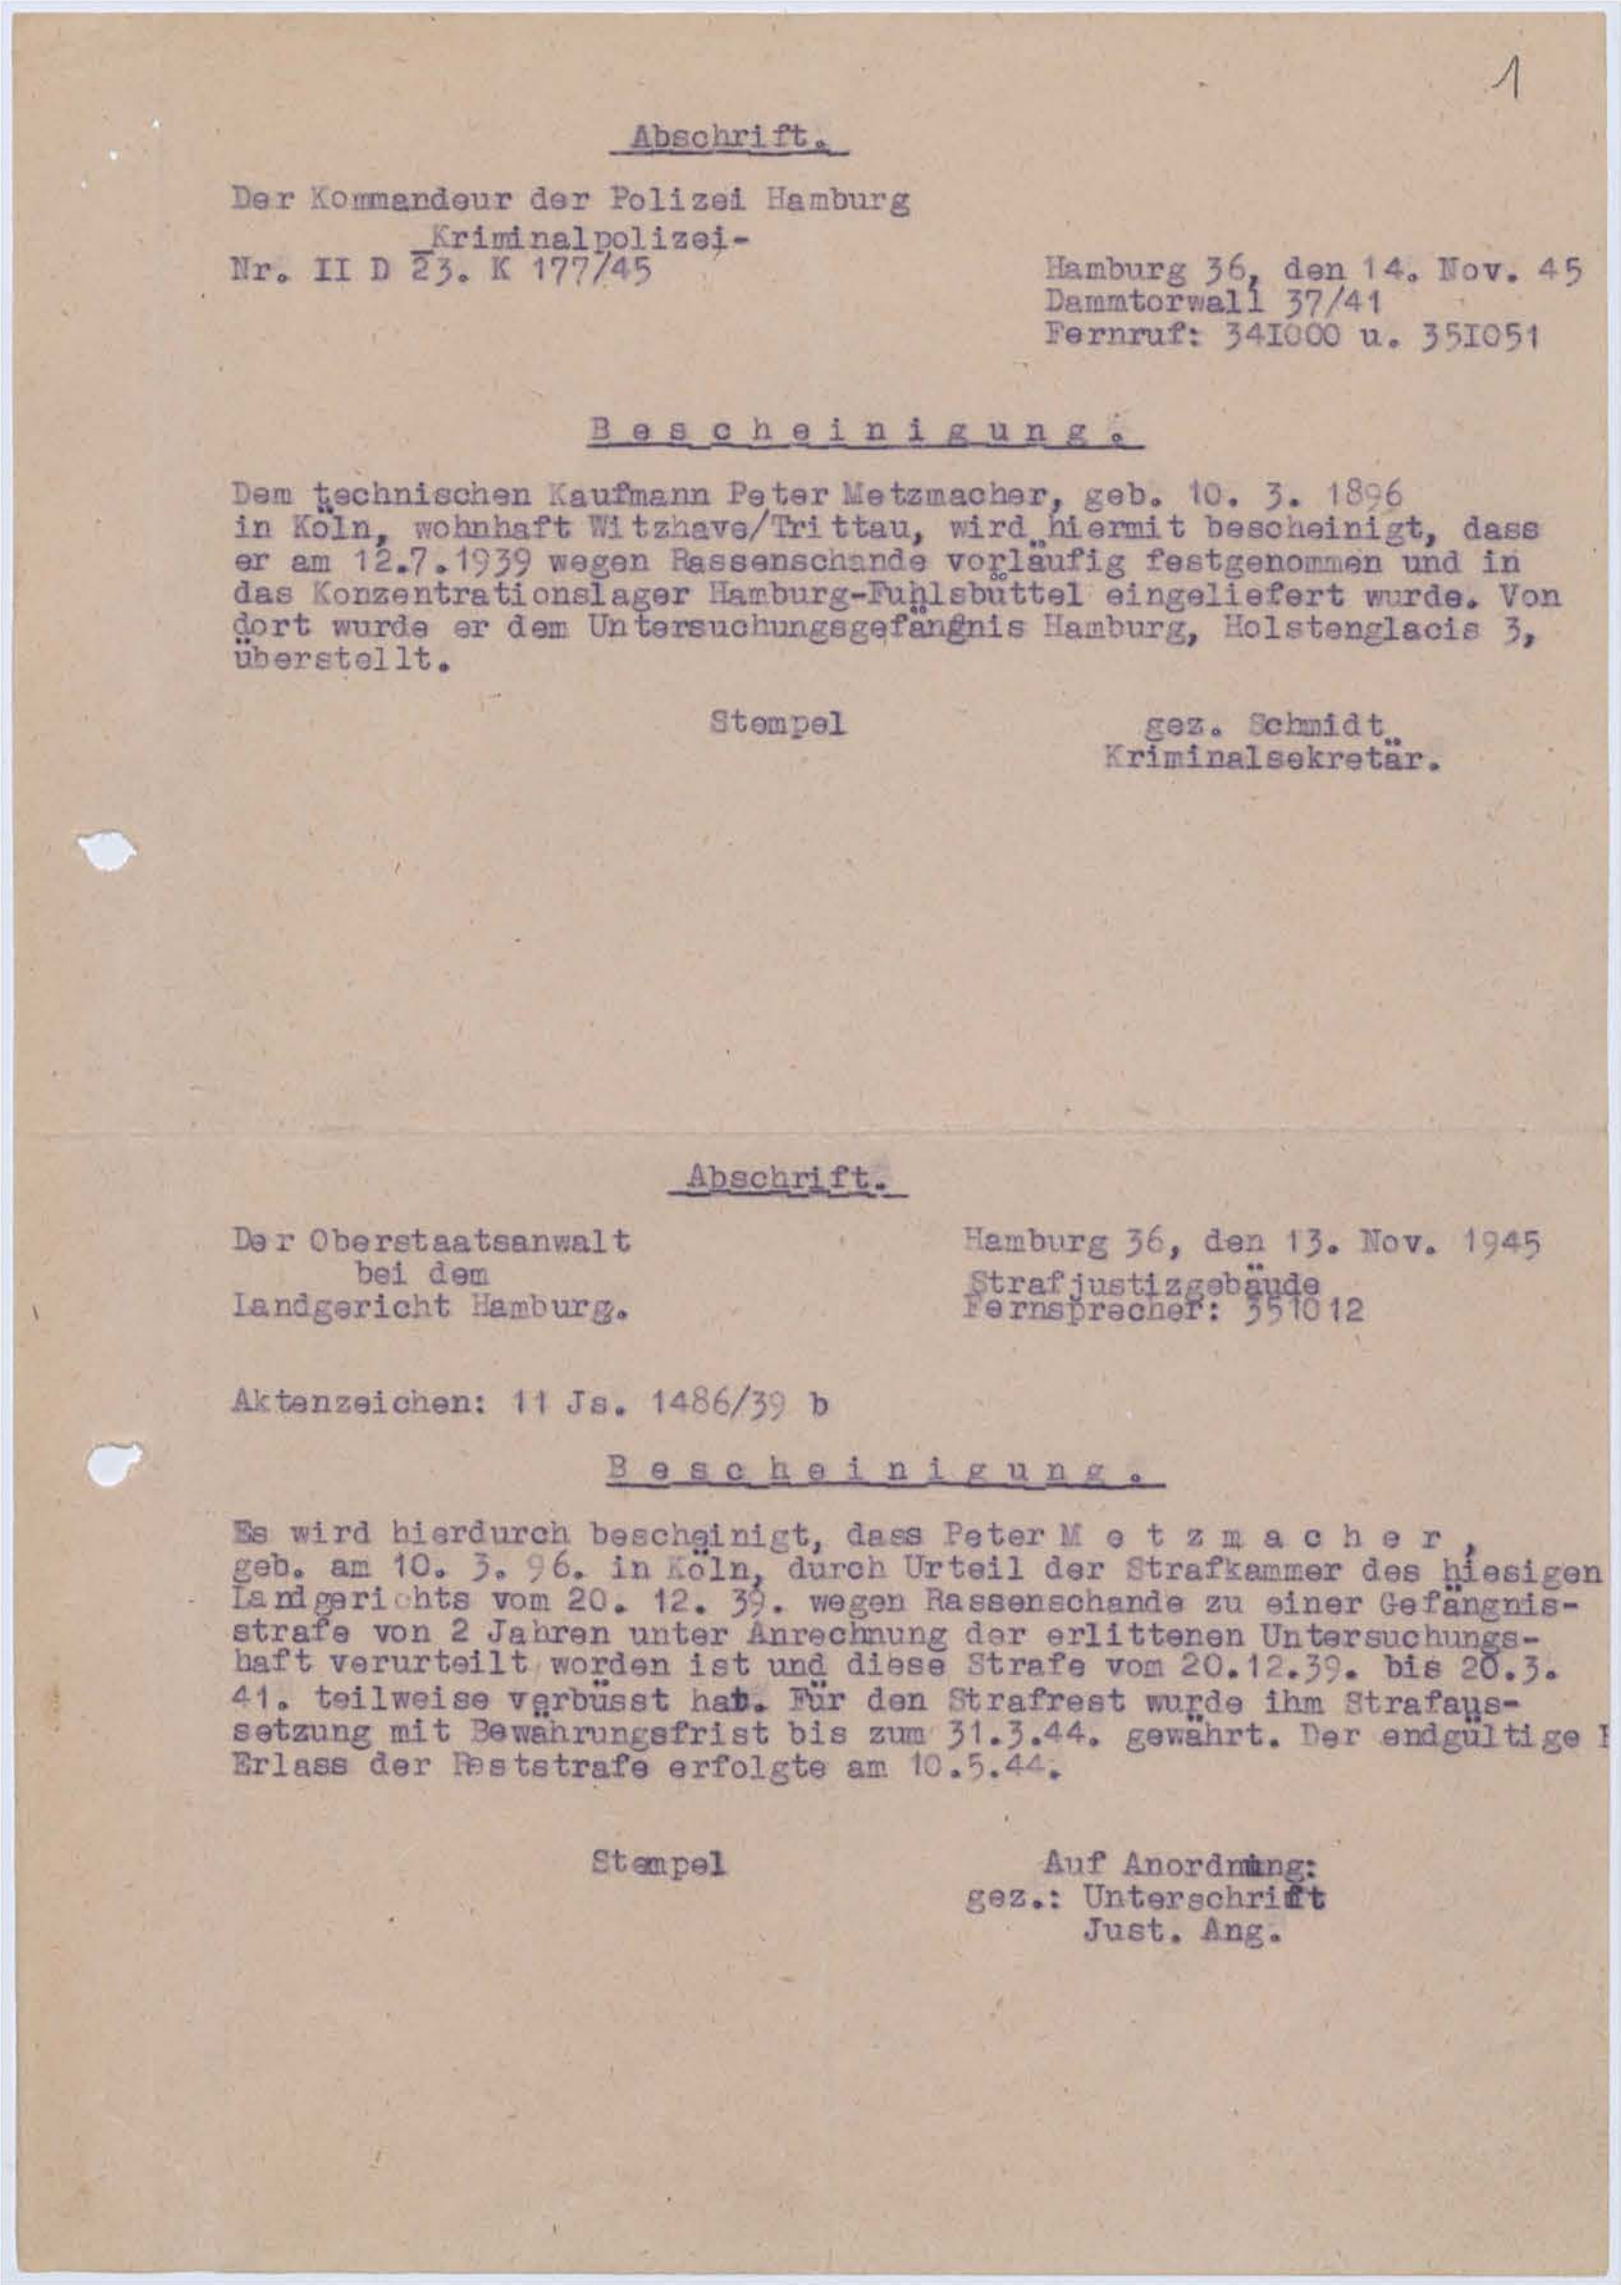 1
Abschrift.
Der Kommandeur der Polizei Hamburg
-Kriminalpolizei-
Nr. II D 23. K 177/45
Hamburg 36, den 14. Nov. 45
Dammtorwall 37/41
Fernruf: 34I000 u. 35I051
B e s c h e i n i g u n g .
Dem technischen Kaufmann Peter Metzmacher, geb. 10. 3. 1896
in Köln, wohnhaft Witzhave/Trittau, wird hiermit bescheinigt, dass
er am 12.7.1939 wegen Rassenschande vorläufig festgenommen und in
das Konzentrationslager Hamburg-Fuhlsbüttel eingeliefert wurde. Von
dort wurde er dem Untersuchungsgefängnis Hamburg, Holstenglacis 3,
überstellt.
Stempel
gez. Schmidt
Kriminalsekretär.
Abschrift.
Der Oberstaatsanwalt
bei dem
Landgericht Hamburg.
Hamburg 36, den 13. Nov. 1945
Strafjustizgebäude
Fernsprecher: 351012
Aktenzeichen: 11 Js. 1486/39 b
B e s c h e i n i g u n g .
Es wird hierdurch bescheinigt, dass Peter M e t z m a c h e r ,
geb. am 10. 3. 96. in Köln, durch Urteil der Strafkammer des hiesigen
Landgerichts vom 20. 12. 39. wegen Rassenschande zu einer Gefängnis-
strafe von 2 Jahren unter Anrechnung der erlittenen Untersuchungs-
haft verurteilt worden ist und diese Strafe vom 20.12.39. bis 20.3.
41. teilweise verbüsst hat. Für den Strafrest wurde ihm Strafaus-
setzung mit Bewährungsfrist bis zum 31.3.44. gewährt. Der endgültige
Erlass der Reststrafe erfolgte am 10.5.44.
Stempel
Auf Anordnung:
gez.: Unterschrift
Just. Ang.